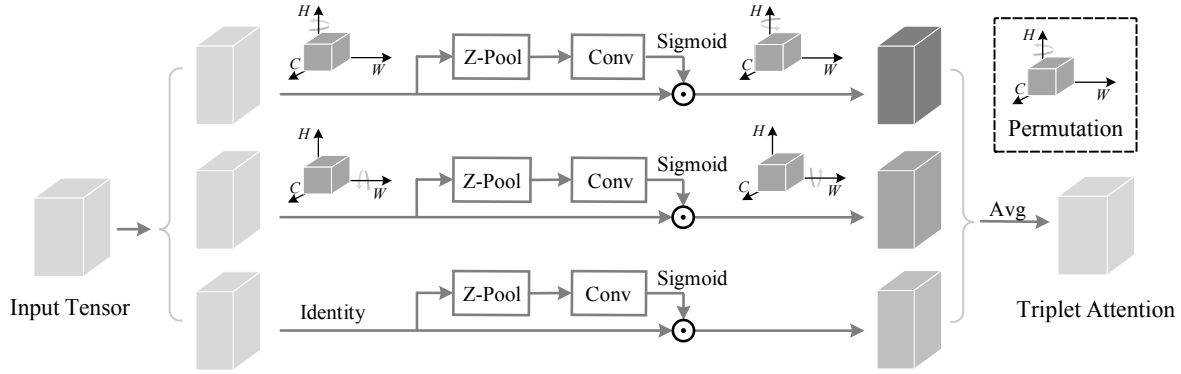 H
C
W
Z-Pool
Conv
Sigmoid
H
C
W
H
C
W
Permutation
H
C
W
Z-Pool
Conv
Sigmoid
H
C
W
Input Tensor
Avg
Identity
Z-Pool
Conv
Sigmoid
Triplet Attention